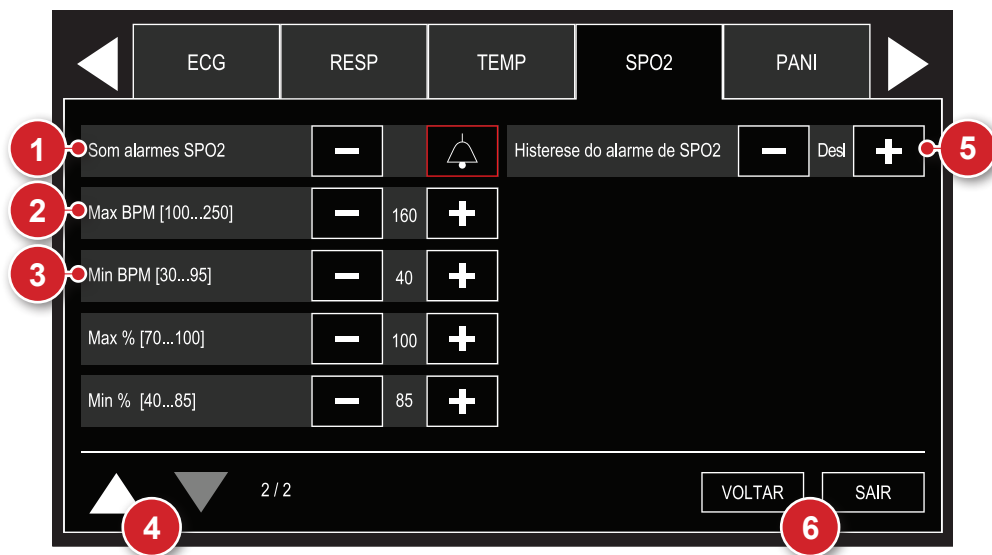 ECG RESP TEMP SPO2 PANI
1 Som alarmes SPO2 Histerese do alarme de SPO2 Desl 5
2 Max BPM [100...250] 160
3 Min BPM [30...95] 40
Max % [70...100] 100
Min % [40...85] 85
2 / 2 VOLTAR SAIR
4 6